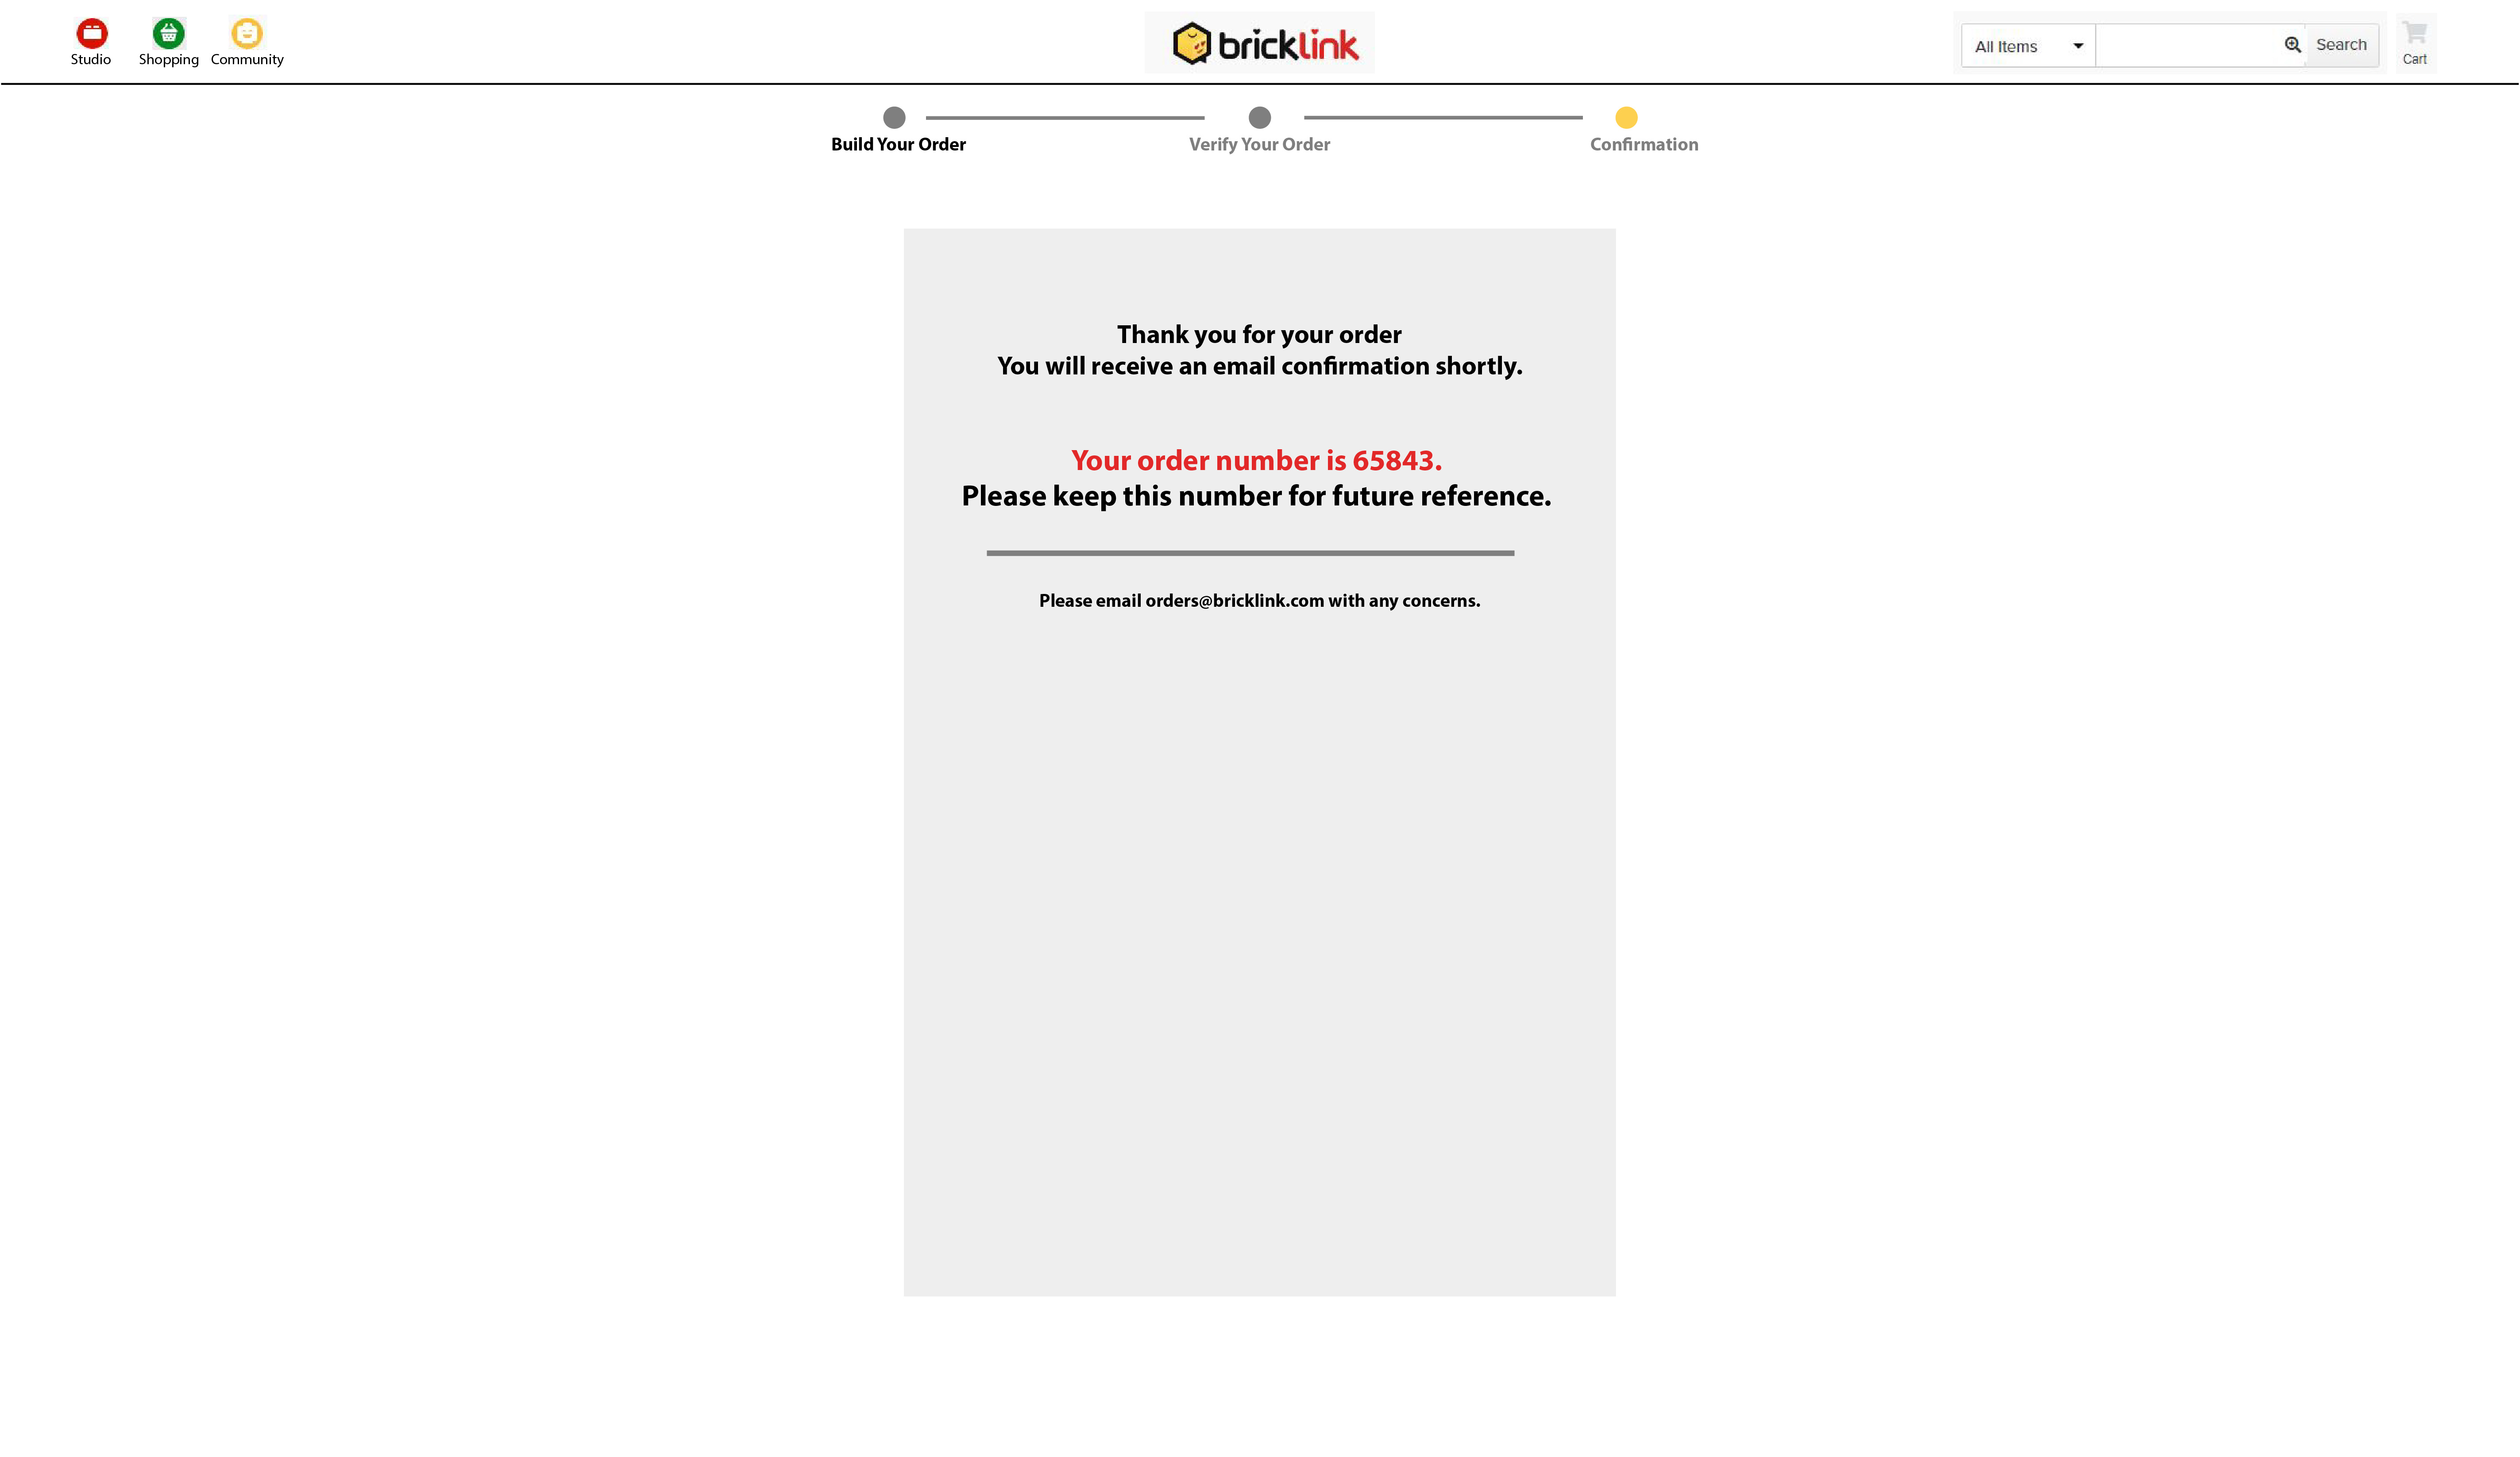 Studio Shopping Community
bricklink
All Items
Search
Cart
Build Your Order
Verify Your Order
Confirmation
Thank you for your order
You will receive an email confirmation shortly.
Your order number is 65843.
Please keep this number for future reference.
Please email orders@bricklink.com with any concerns.